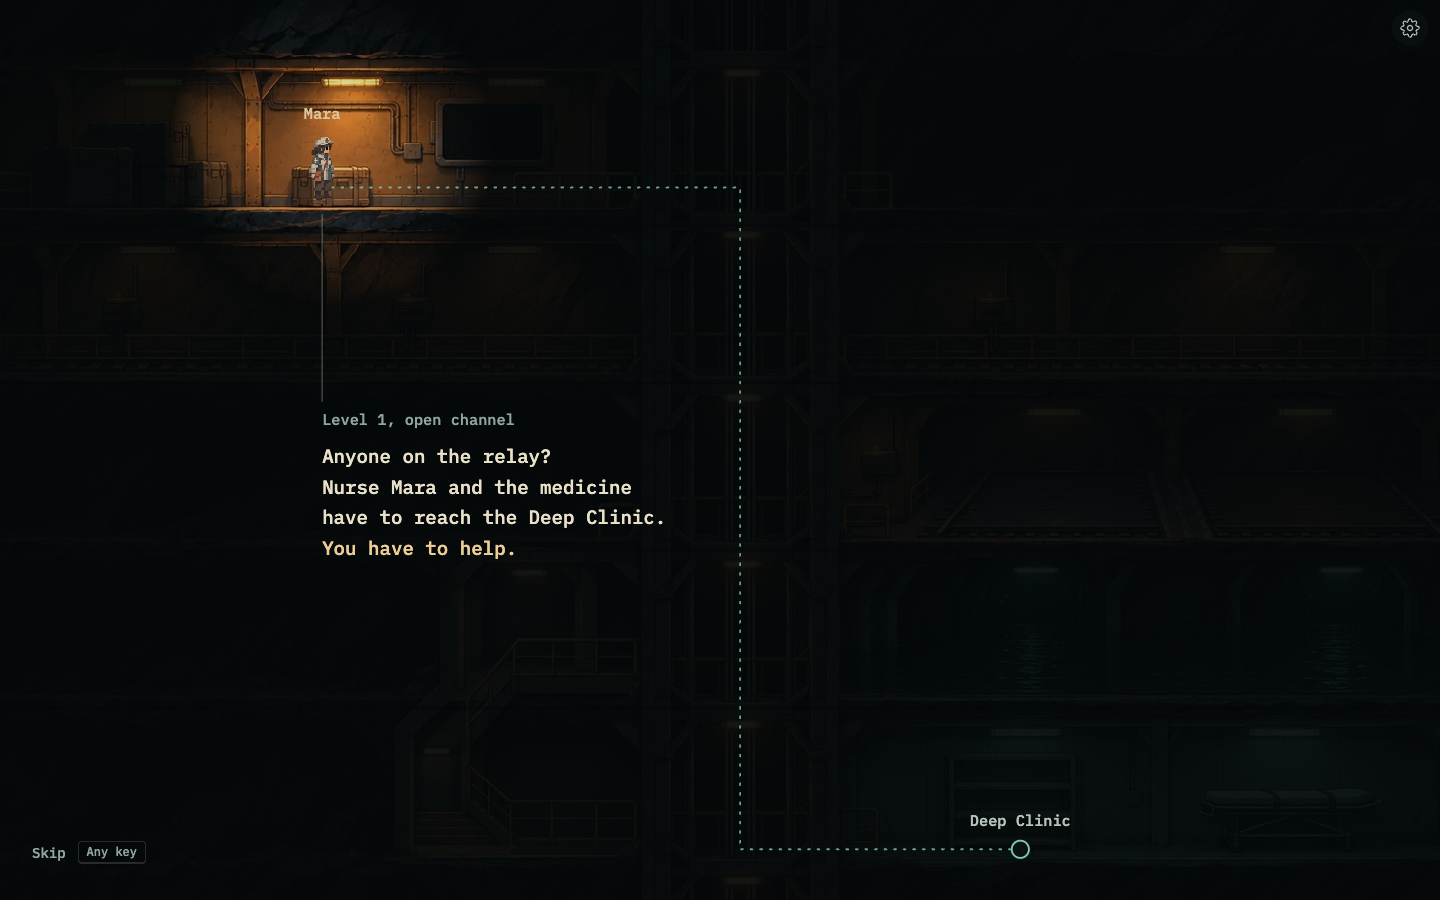 Mara
Level 1, open channel
Anyone on the relay?
Nurse Mara and the medicine
have to reach the Deep Clinic.
You have to help.
Deep Clinic
Skip Any key